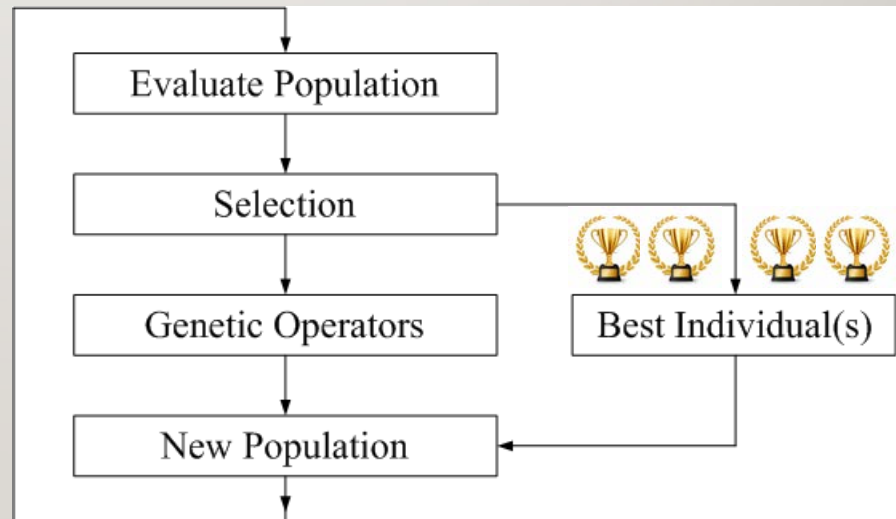 Evaluate Population
Selection
Genetic Operators
Best Individual(s)
New Population